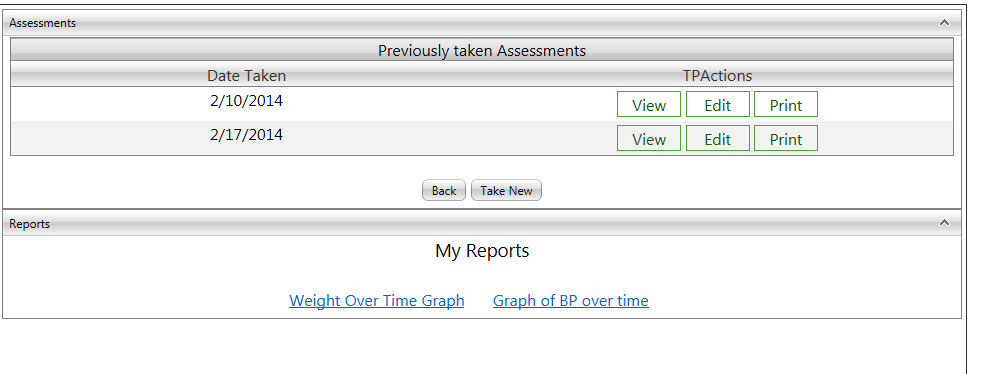 Assessments
Previously taken Assessments
Date Taken TPActions
2/10/2014 View Edit Print
2/17/2014 View Edit Print
Back Take New
Reports
My Reports
Weight Over Time Graph Graph of BP over time